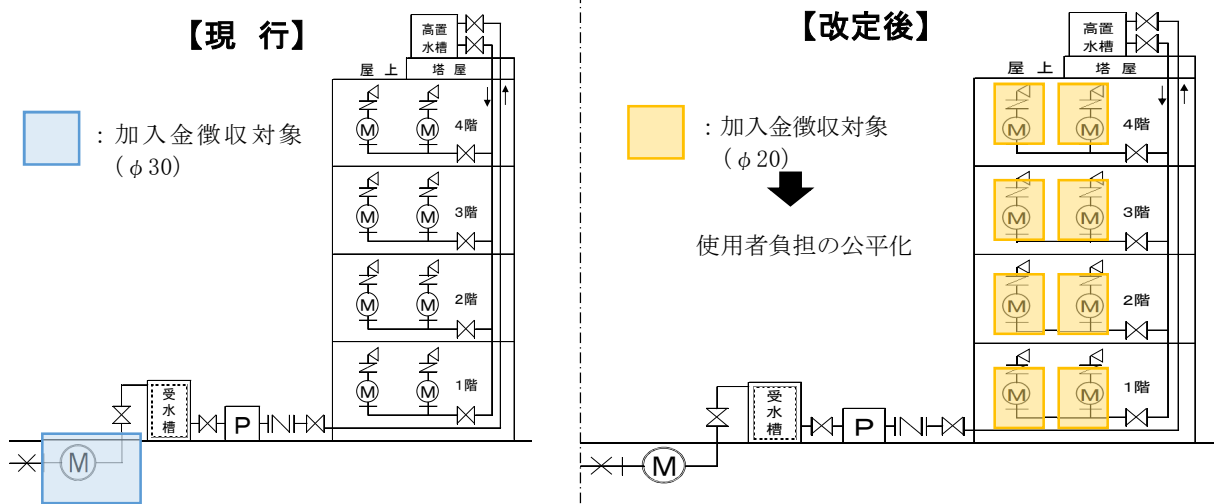 【現 行】
高置
水槽
屋 上
塔 屋
：加入金徴収対象
（φ30）
M M 4階
M M 3階
M M 2階
M M 1階
受
水
槽
P
M
【改定後】
高置
水槽
屋 上
塔 屋
：加入金徴収対象
（φ20）
使用者負担の公平化
M M 4階
M M 3階
M M 2階
M M 1階
受
水
槽
P
M